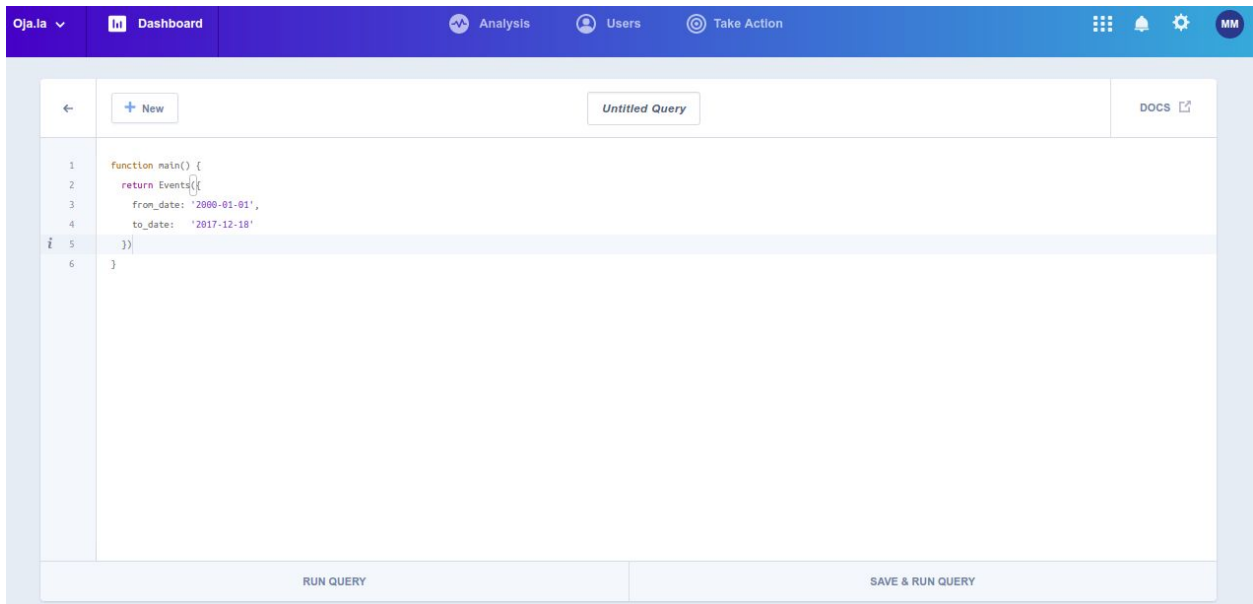 Oja.la Dashboard Analysis Users Take Action MM
+ New Untitled Query DOCS
1 function main() {
2 return Events({
3 from_date: '2000-01-01',
4 to_date: '2017-12-18'
i 5 })
6 }
RUN QUERY SAVE & RUN QUERY